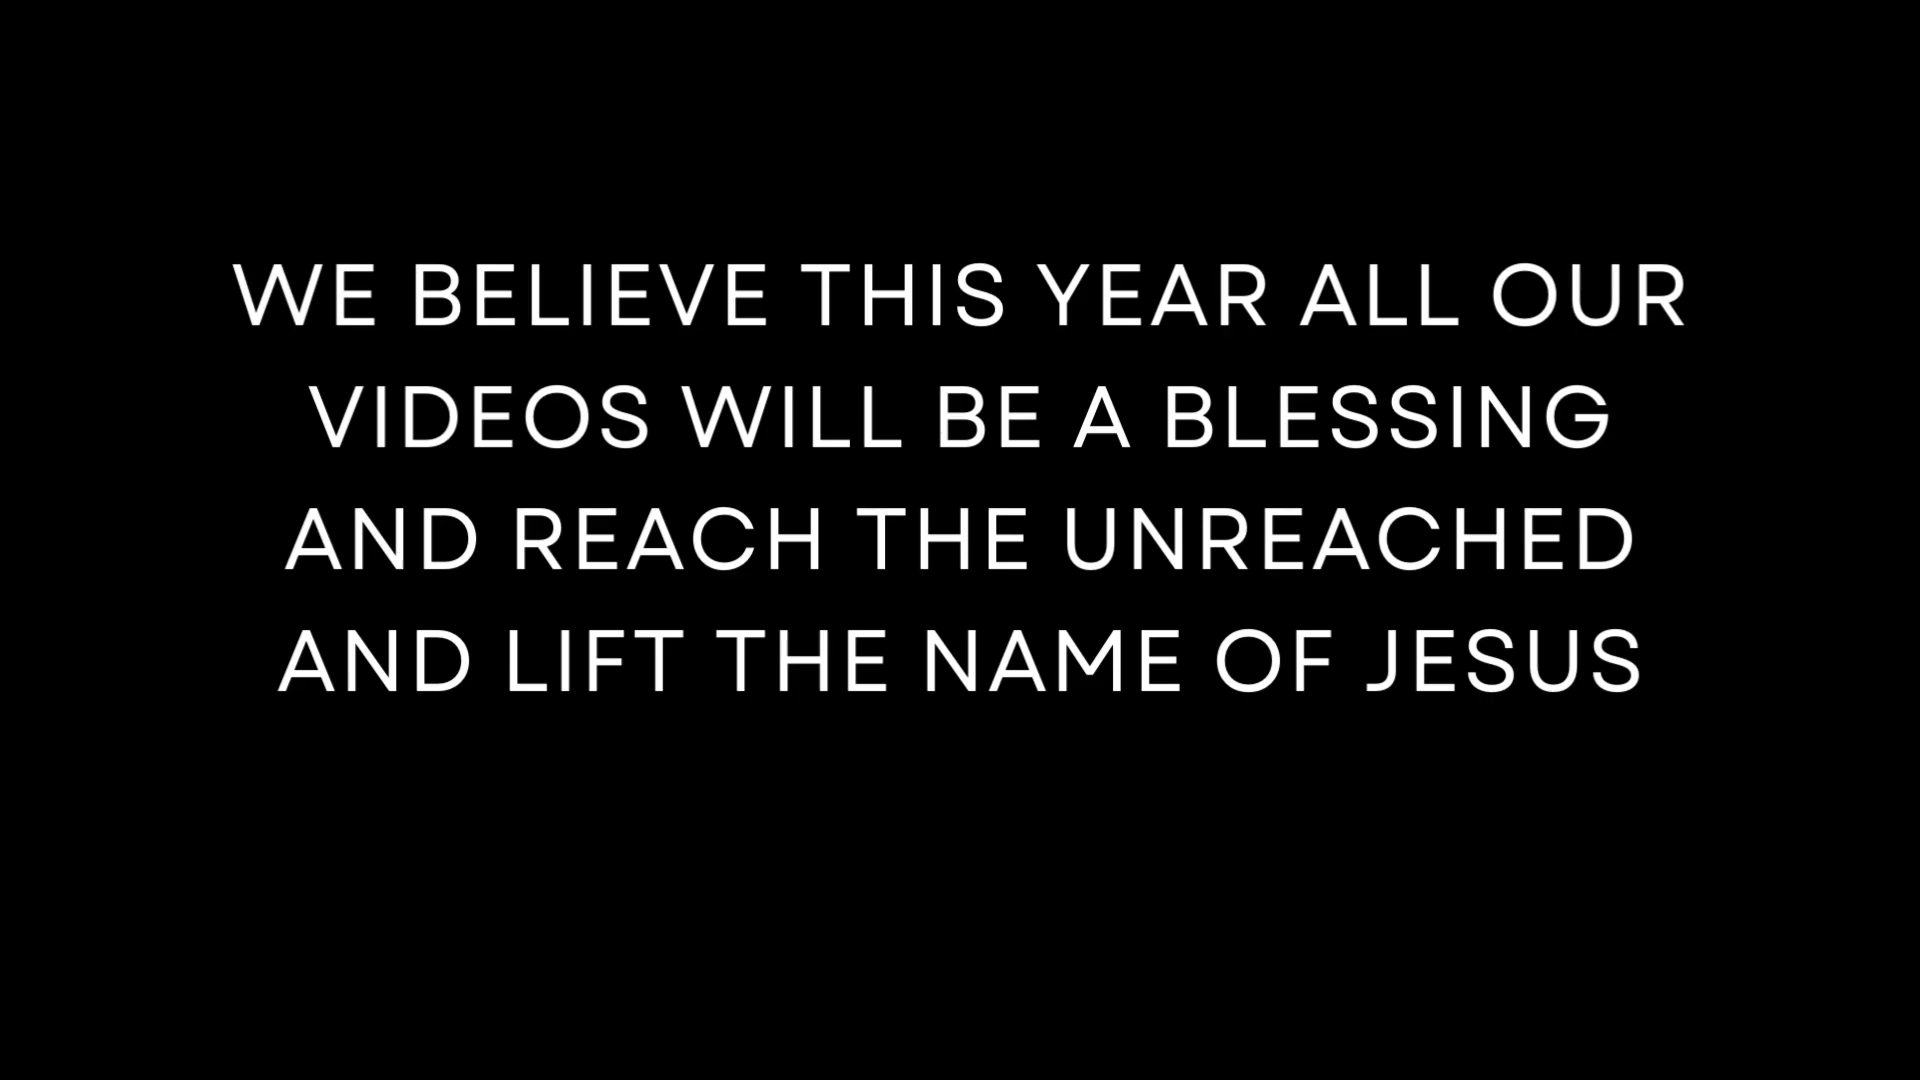 WE BELIEVE THIS YEAR ALL OUR
VIDEOS WILL BE A BLESSING
AND REACH THE UNREACHED
AND LIFT THE NAME OF JESUS